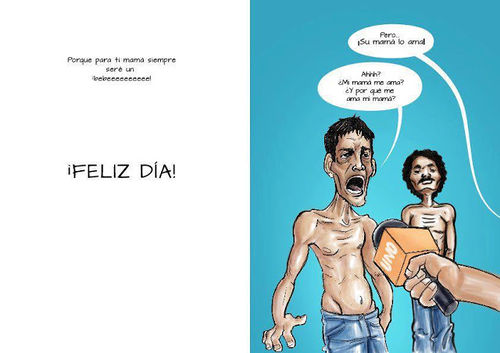 Porque para ti mamá siempre
seré un
¡bebeeeeeeeeee!
¡FELIZ DÍA!
Pero...
¡¡Su mamá lo ama!!
Ahhh?
¿Mi mamá me ama?
¿Y por qué me
ama mi mamá?
UNO